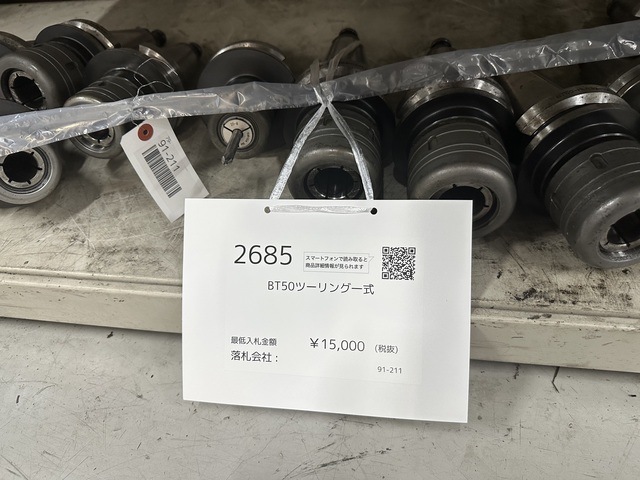 91-211
2685
スマートフォンで読み取ると
商品詳細情報が見られます
BT50ツーリング一式
最低入札金額 ￥15,000 (税抜)
落札会社：
91-211